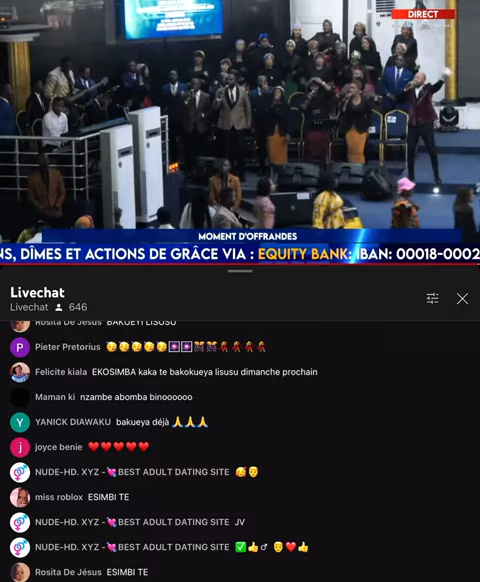 DIRECT
MOMENT D'OFFRANDES
NS, DÎMES ET ACTIONS DE GRÂCE VIA : EQUITY BANK: IBAN: 00018-0002
Livechat
Livechat 646
Rosita De Jésus BAKUEYI LISUSU
Pieter Pretorius 🥳🥳🥳🥳🥳🎆🎆🎊🎊💃💃💃💃
Felicite kiala EKOSIMBA kaka te bakokueya lisusu dimanche prochain
Maman ki nzambe abomba binoooooo
Y YANICK DIAWAKU bakueya déjà 🙏🙏🙏
j joyce benie ❤️❤️❤️❤️❤️
NUDE-HD. XYZ -💘BEST ADULT DATING SITE 🥰👨
miss roblox ESIMBI TE
NUDE-HD. XYZ -💘BEST ADULT DATING SITE JV
NUDE-HD. XYZ -💘BEST ADULT DATING SITE ✅👍♂ 👨❤️👍
Rosita De Jésus ESIMBI TE